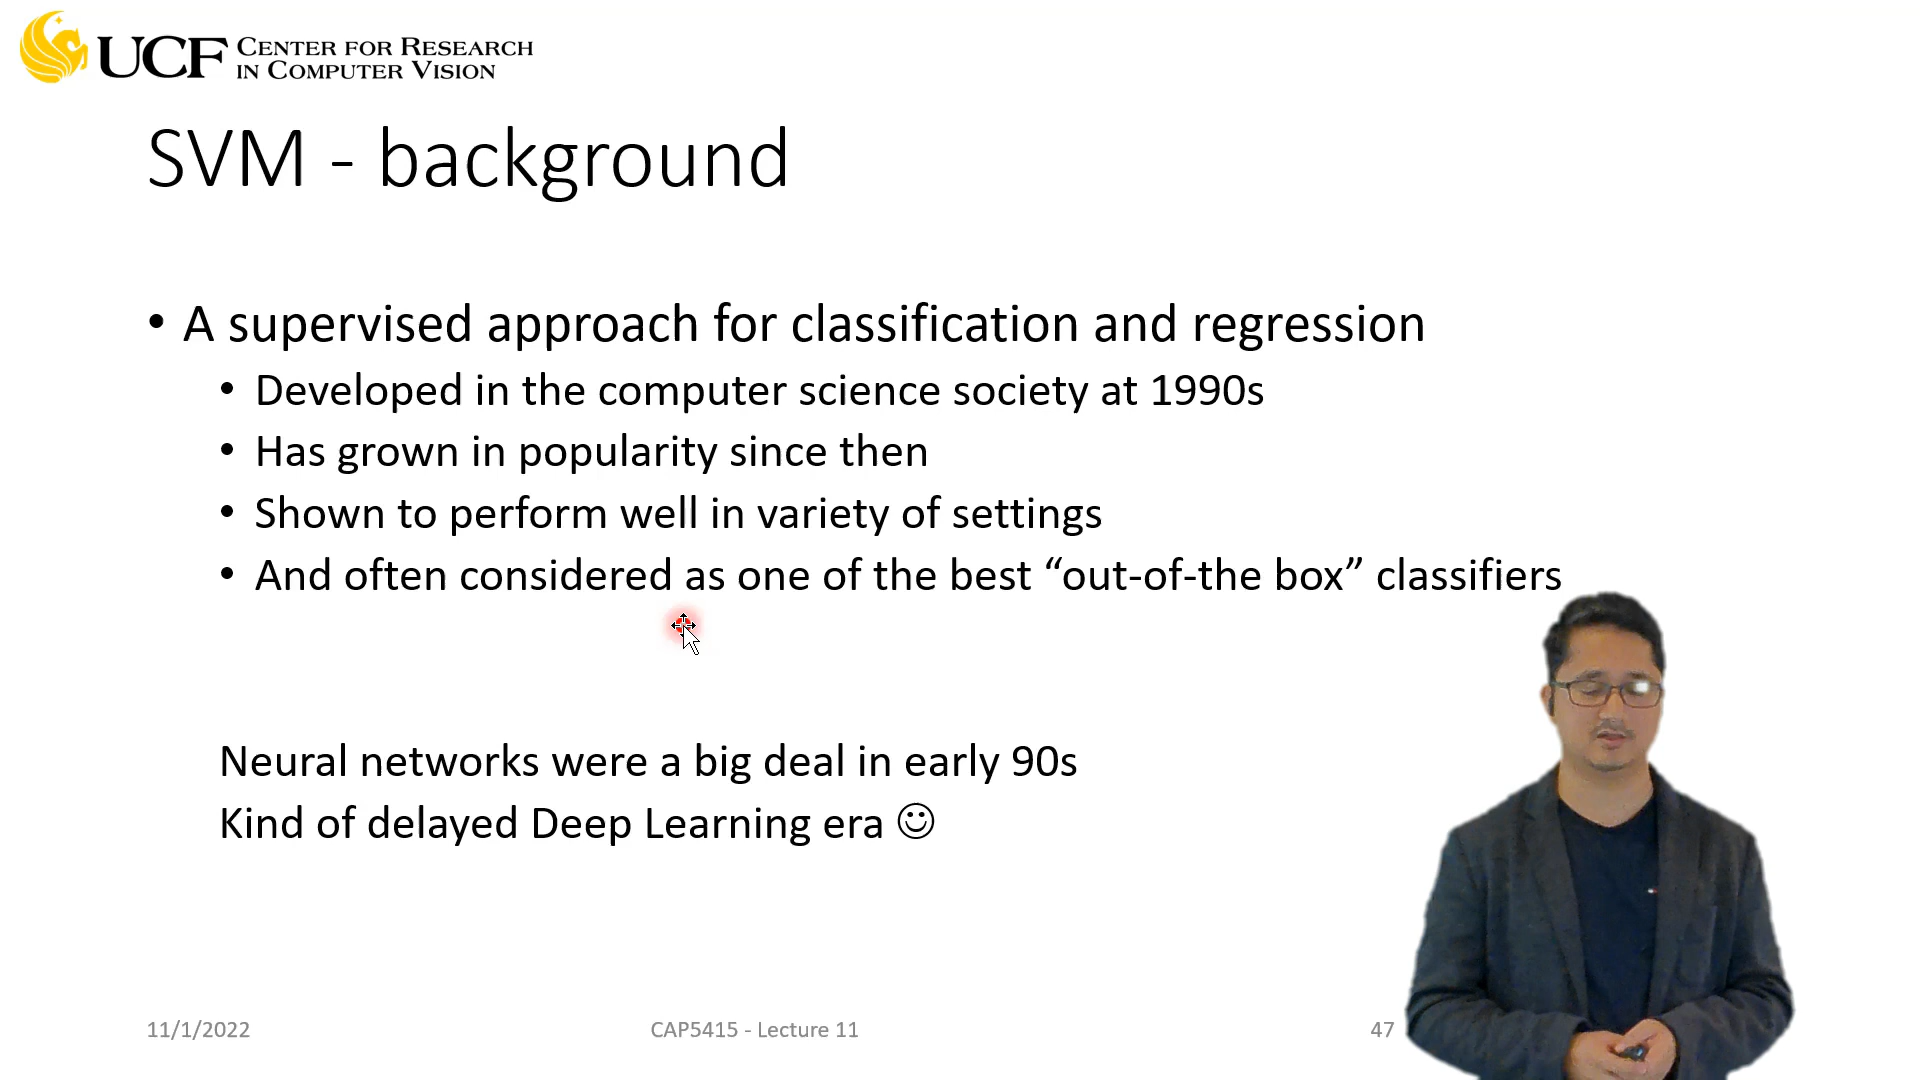 UCF CENTER FOR RESEARCH
IN COMPUTER VISION
SVM - background
• A supervised approach for classification and regression
• Developed in the computer science society at 1990s
• Has grown in popularity since then
• Shown to perform well in variety of settings
• And often considered as one of the best “out-of-the box” classifiers
Neural networks were a big deal in early 90s
Kind of delayed Deep Learning era ☺
11/1/2022
CAP5415 - Lecture 11
47